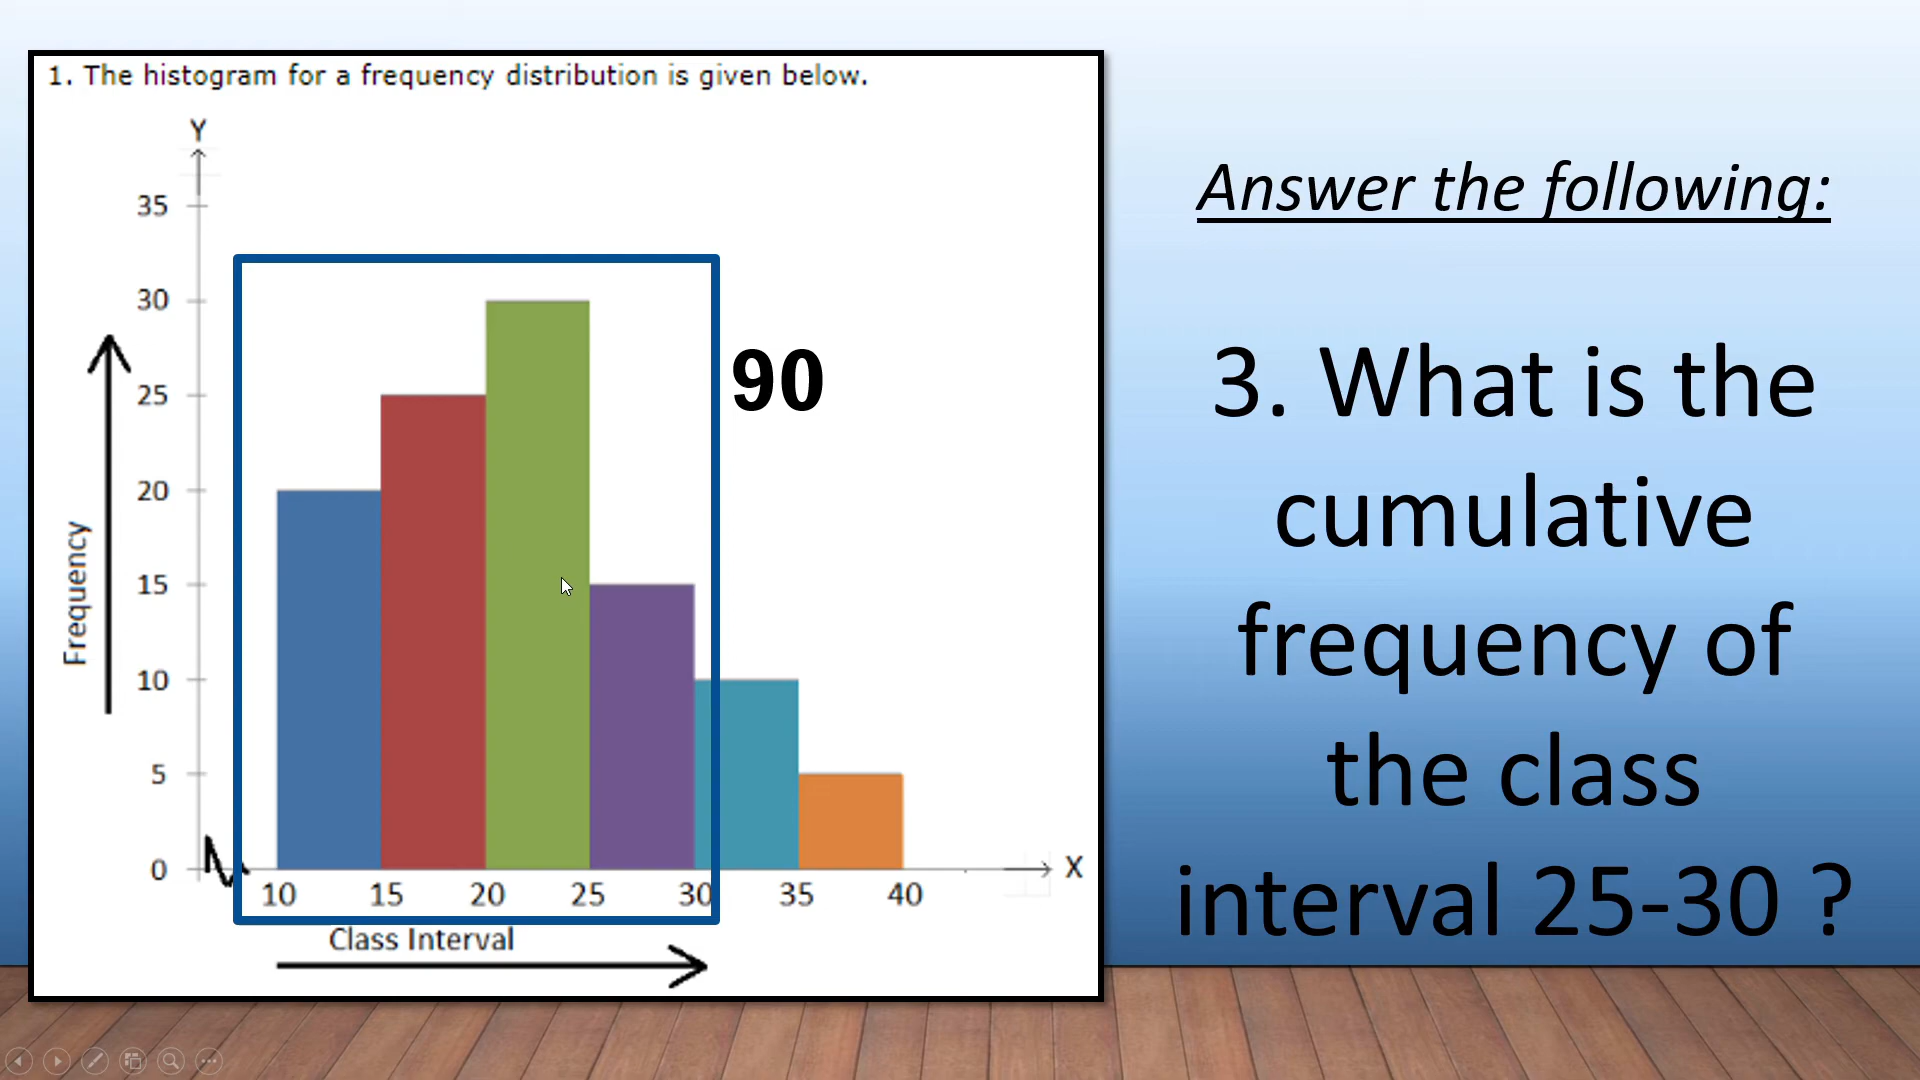 1. The histogram for a frequency distribution is given below.
Y
35
30
25
20
15
10
5
0
Frequency
90
10 15 20 25 30 35 40
X
Class Interval
Answer the following:
3. What is the
cumulative
frequency of
the class
interval 25-30 ?